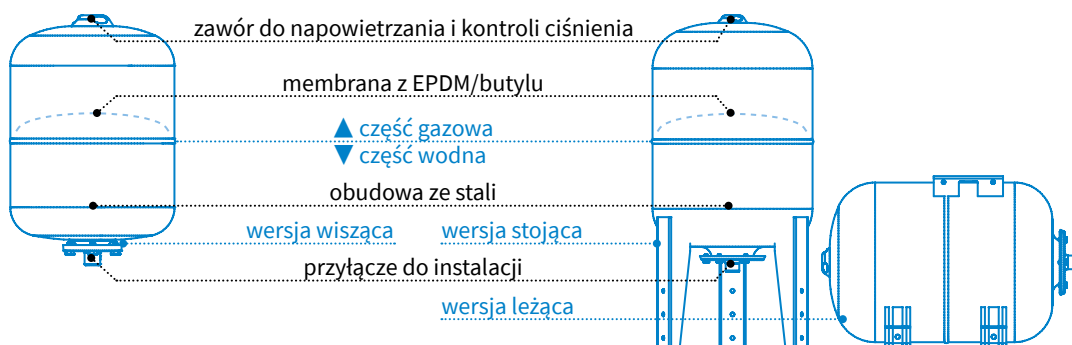 zawór do napowietrzania i kontroli ciśnienia
membrana z EPDM/butylu
▲ część gazowa
▼ część wodna
obudowa ze stali
wersja wisząca
wersja stojąca
przyłącze do instalacji
wersja leżąca